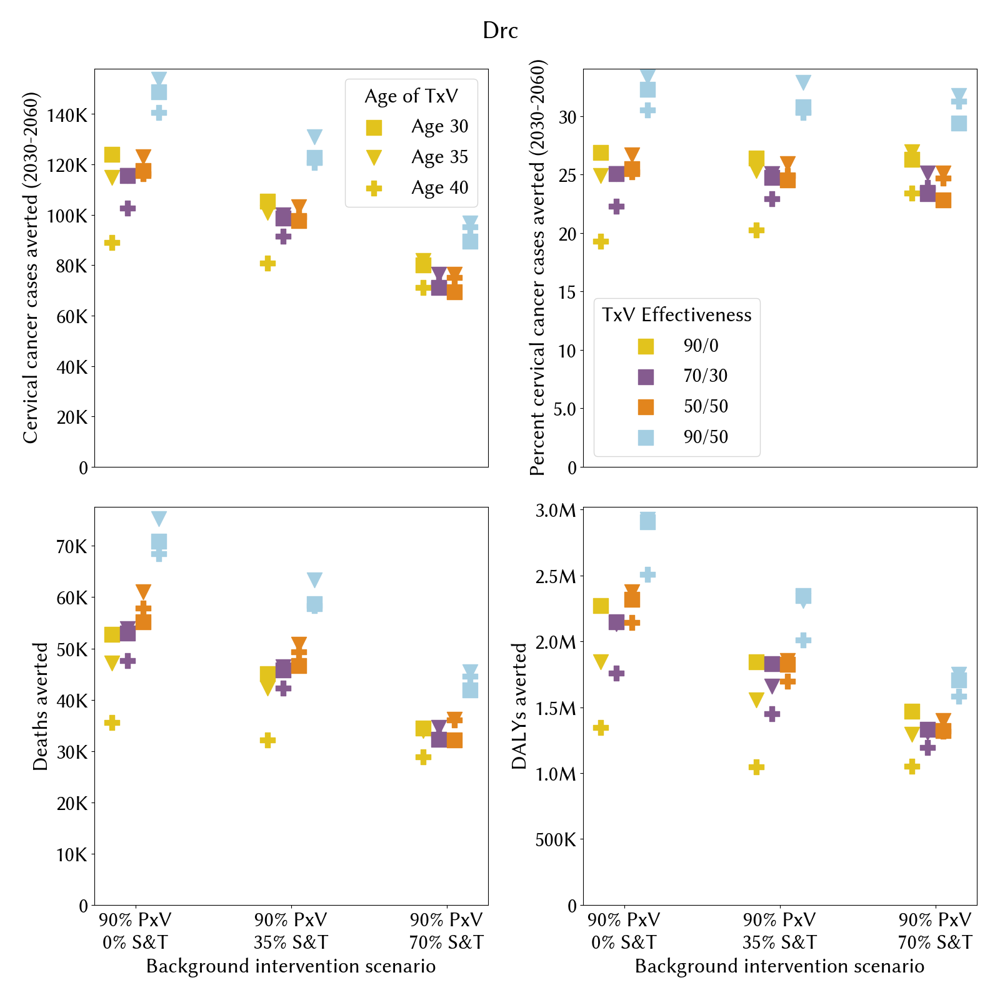 Drc
Cervical cancer cases averted (2030-2060)
140K
120K
100K
80K
60K
40K
20K
0
Age of TxV
Age 30
Age 35
Age 40
Percent cervical cancer cases averted (2030-2060)
30
25
20
15
10
5.0
0
TxV Effectiveness
90/0
70/30
50/50
90/50
Deaths averted
70K
60K
50K
40K
30K
20K
10K
0
90% PxV
0% S&T
90% PxV
35% S&T
90% PxV
70% S&T
Background intervention scenario
DALYs averted
3.0M
2.5M
2.0M
1.5M
1.0M
500K
0
90% PxV
0% S&T
90% PxV
35% S&T
90% PxV
70% S&T
Background intervention scenario